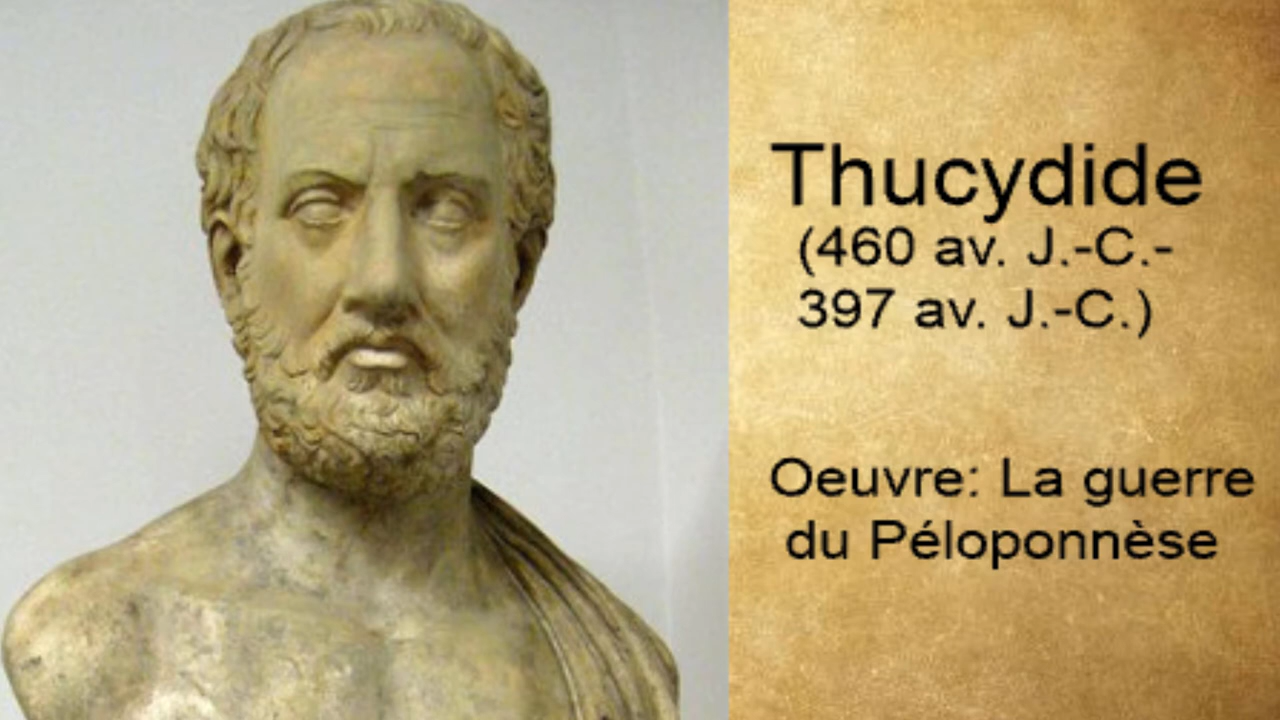 Thucydide
(460 av. J.-C.-
397 av. J.-C.)
Oeuvre: La guerre
du Péloponnèse